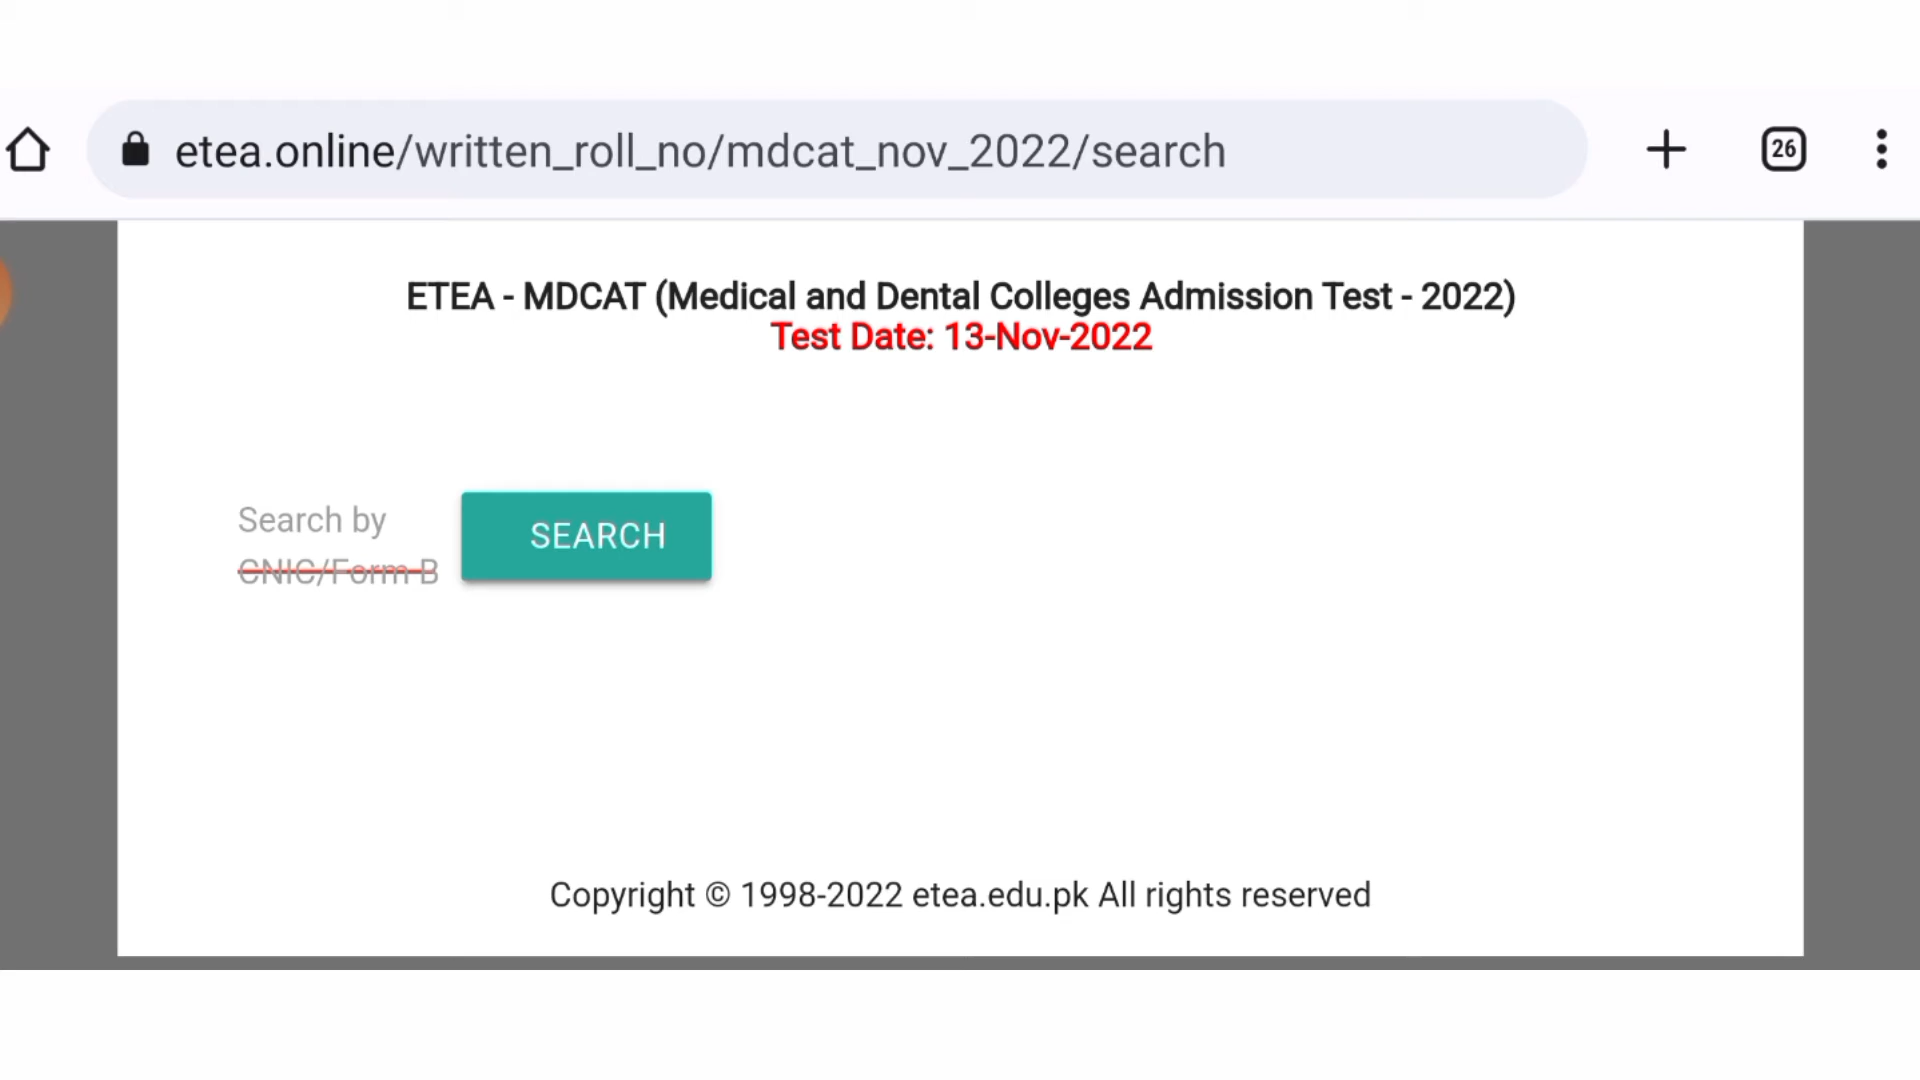 etea.online/written_roll_no/mdcat_nov_2022/search
26
ETEA - MDCAT (Medical and Dental Colleges Admission Test - 2022)
Test Date: 13-Nov-2022
Search by
CNIC/Form B
SEARCH
Copyright © 1998-2022 etea.edu.pk All rights reserved